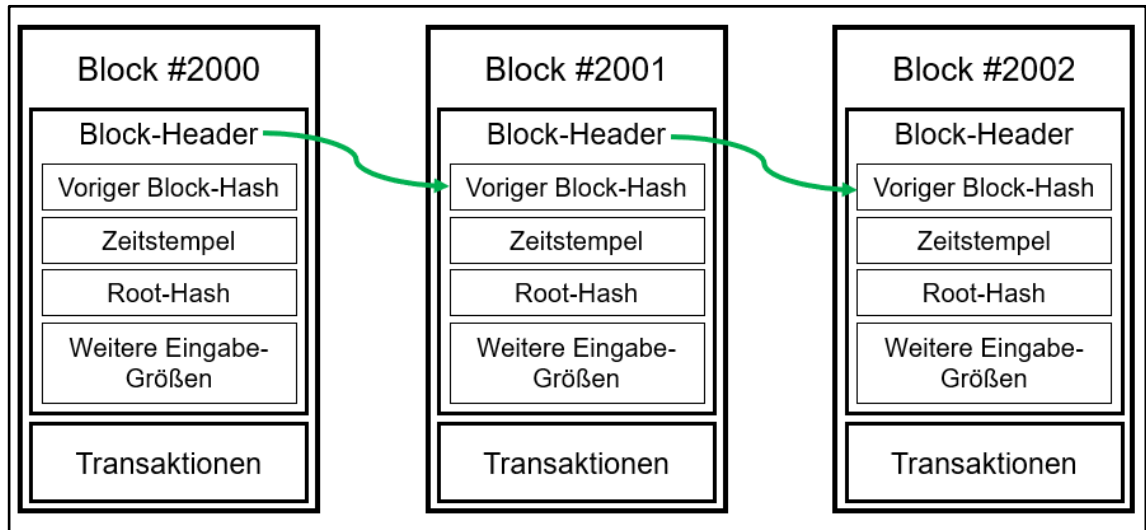 Block #2000
Block-Header
Voriger Block-Hash
Zeitstempel
Root-Hash
Weitere Eingabe-
Größen
Transaktionen
Block #2001
Block-Header
Voriger Block-Hash
Zeitstempel
Root-Hash
Weitere Eingabe-
Größen
Transaktionen
Block #2002
Block-Header
Voriger Block-Hash
Zeitstempel
Root-Hash
Weitere Eingabe-
Größen
Transaktionen